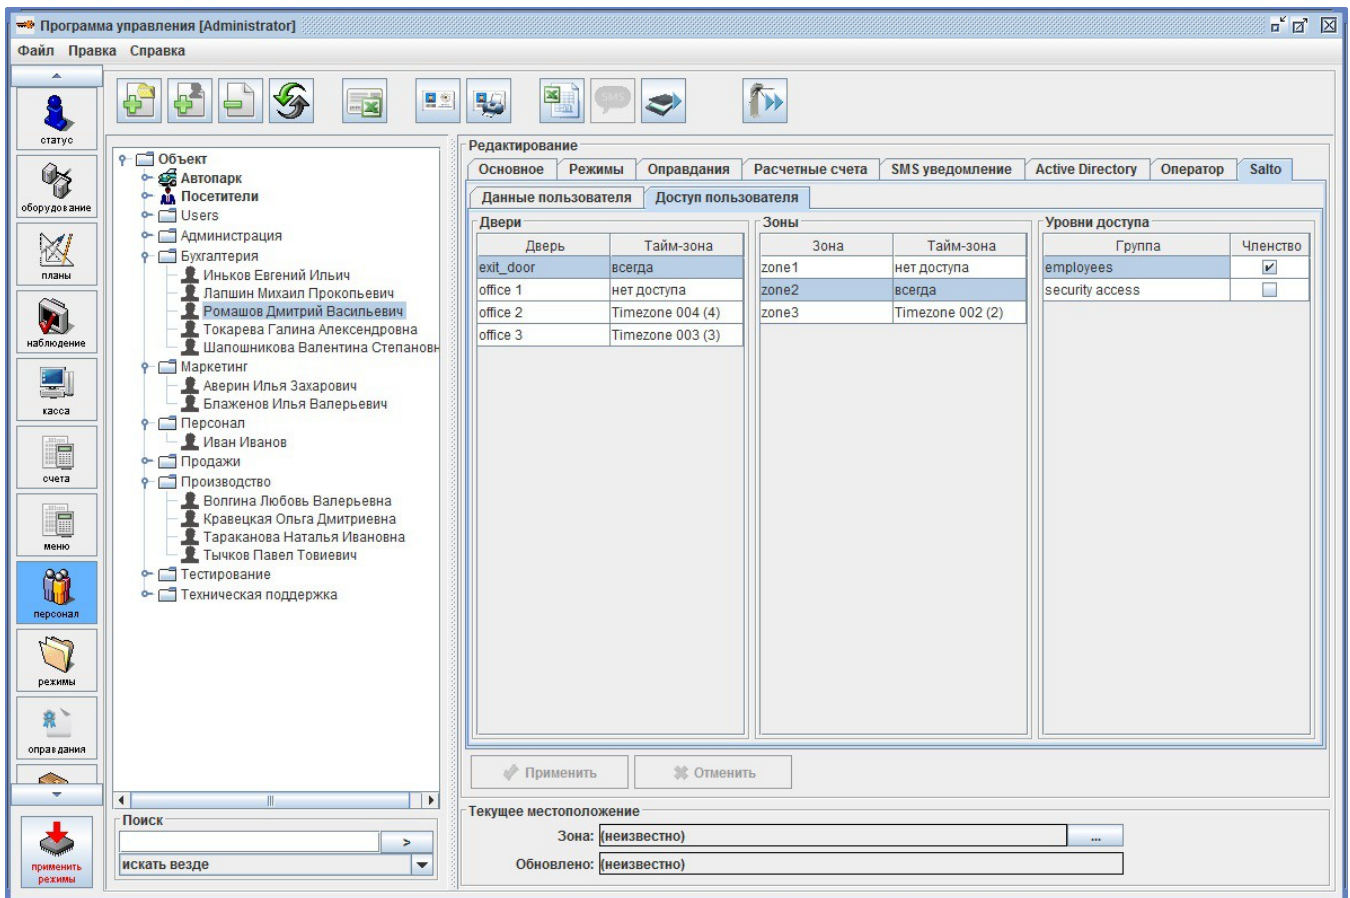 Программа управления [Administrator]
Файл Правка Справка
статус
оборудование
планы
наблюдение
касса
счета
меню
персонал
режимы
оправдания
применить
режимы
SMS
Объект
Автопарк
Посетители
Users
Администрация
Бухгалтерия
Иньков Евгений Ильич
Лапшин Михаил Прокопьевич
Ромашов Дмитрий Васильевич
Токарева Галина Алексендровна
Шапошникова Валентина Степановн
Маркетинг
Аверин Илья Захарович
Блаженов Илья Валерьевич
Персонал
Иван Иванов
Продажи
Производство
Волгина Любовь Валерьевна
Кравецкая Ольга Дмитриевна
Тараканова Наталья Ивановна
Тычков Павел Товиевич
Тестирование
Техническая поддержка
Поиск
>
искать везде
Редактирование
Основное Режимы Оправдания Расчетные счета SMS уведомление Active Directory Оператор Salto
Данные пользователя Доступ пользователя
Двери
Дверь Тайм-зона
exit_door всегда
office 1 нет доступа
office 2 Timezone 004 (4)
office 3 Timezone 003 (3)
Зоны
Зона Тайм-зона
zone1 нет доступа
zone2 всегда
zone3 Timezone 002 (2)
Уровни доступа
Группа Членство
employees
security access
Применить Отменить
Текущее местоположение
Зона: (неизвестно) ...
Обновлено: (неизвестно)